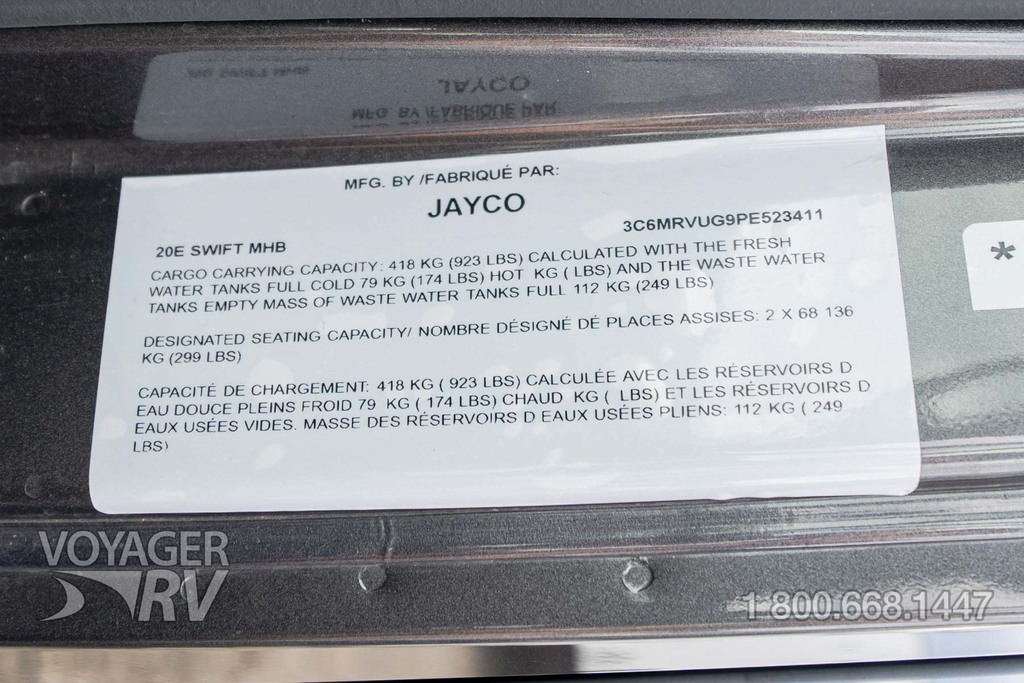 MFG. BY /FABRIQUÉ PAR:
JAYCO
20E SWIFT MHB
3C6MRVUG9PE523411
CARGO CARRYING CAPACITY: 418 KG (923 LBS) CALCULATED WITH THE FRESH
WATER TANKS FULL COLD 79 KG (174 LBS) HOT  KG ( LBS) AND THE WASTE WATER
TANKS EMPTY MASS OF WASTE WATER TANKS FULL 112 KG (249 LBS)
DESIGNATED SEATING CAPACITY/ NOMBRE DÉSIGNÉ DÉ PLACES ASSISES: 2 X 68 136
KG (299 LBS)
CAPACITÉ DE CHARGEMENT: 418 KG ( 923 LBS) CALCULÉE AVEC LES RÉSERVOIRS D
EAU DOUCE PLEINS FROID 79  KG ( 174 LBS) CHAUD  KG (  LBS) ET LES RÉSERVOIRS D
EAUX USÉES VIDES. MASSE DES RÉSERVOIRS D EAUX USÉES PLIENS: 112 KG ( 249
LBS)
*
VOYAGER
RV
1 800.668.1447